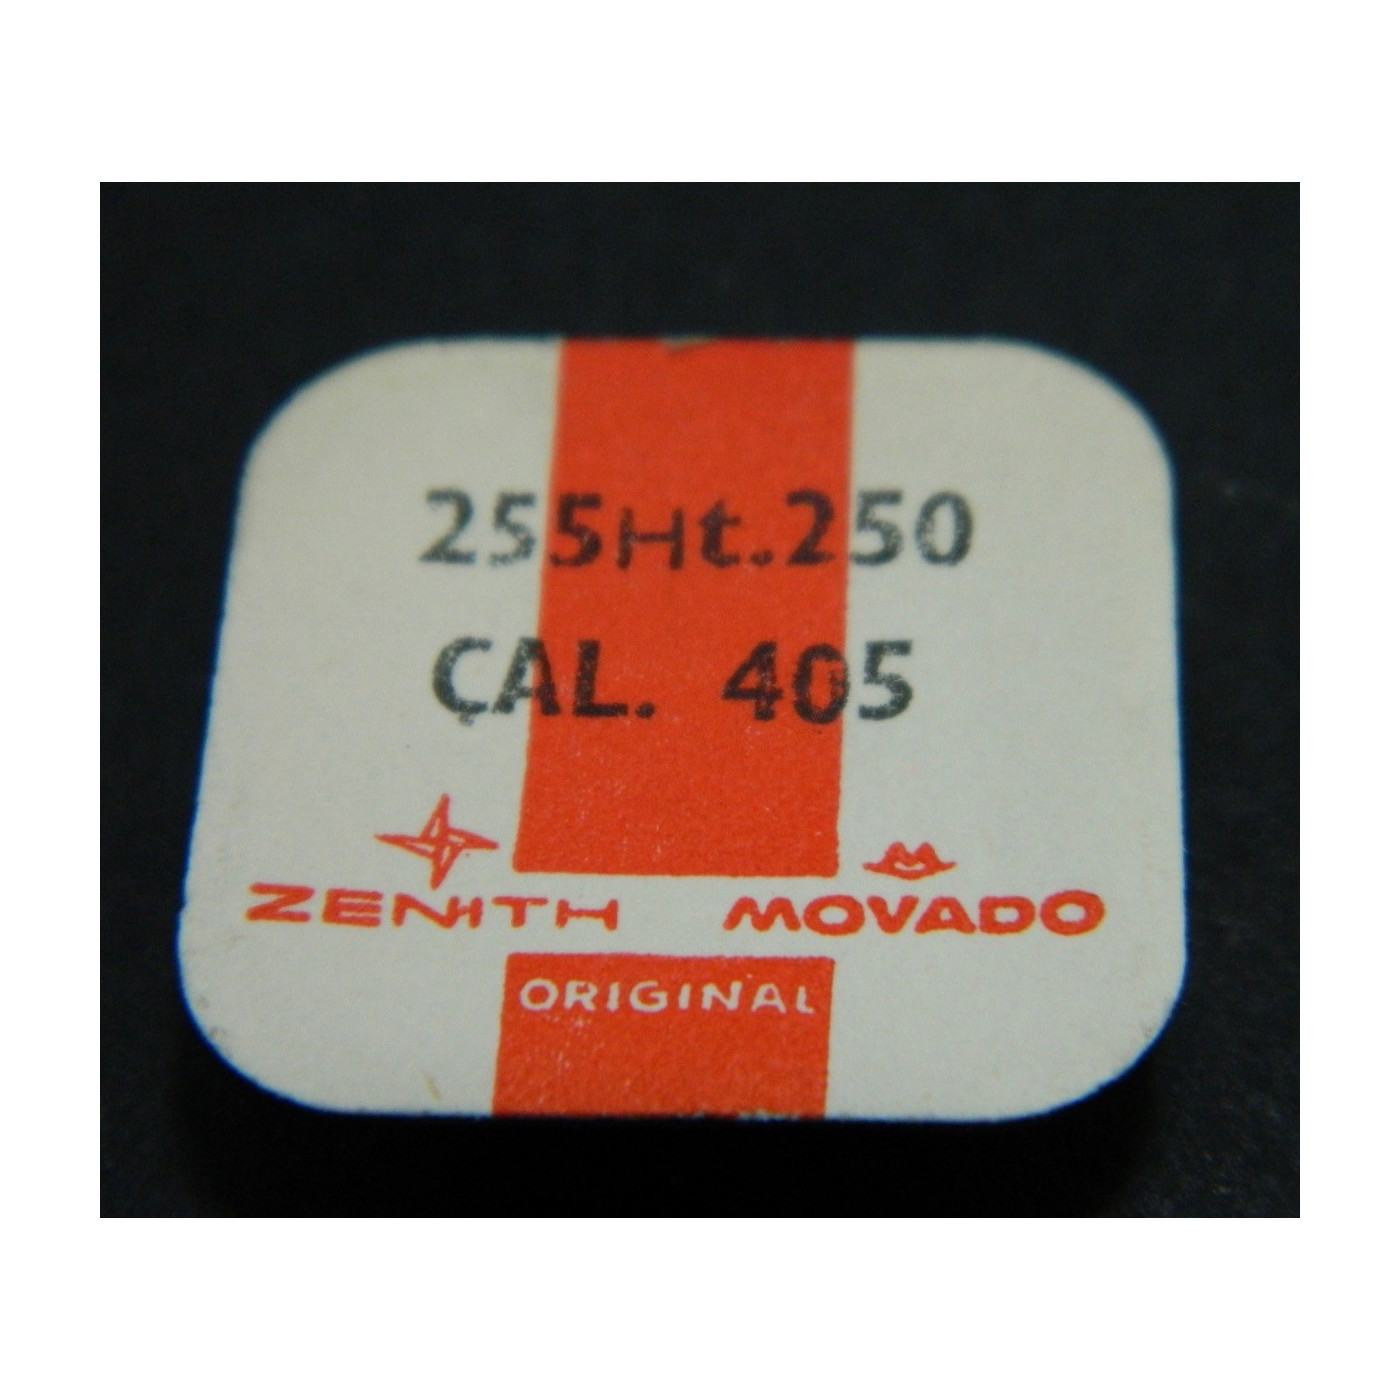 255Ht.250
ÇAL. 405
ZENITH MOVADO
ORIGINAL